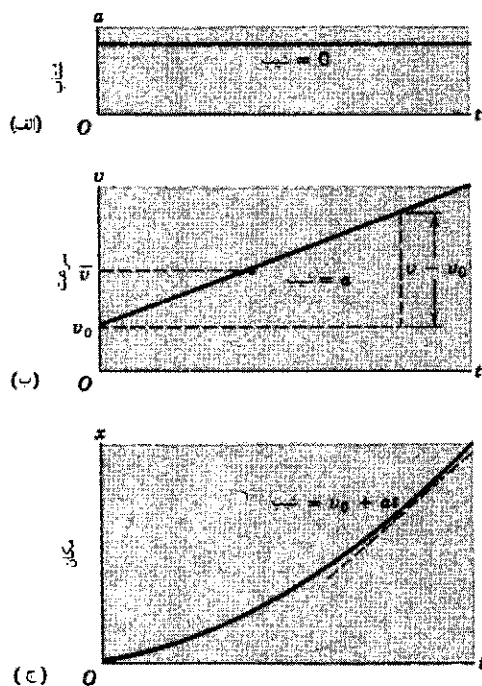 a
شتاب
شیب = 0
O
t
(الف)
v
سرعت
v̄
شیب = a
v − v₀
v₀
O
t
(ب)
x
مکان
شیب = v₀ + at
O
t
(ج)